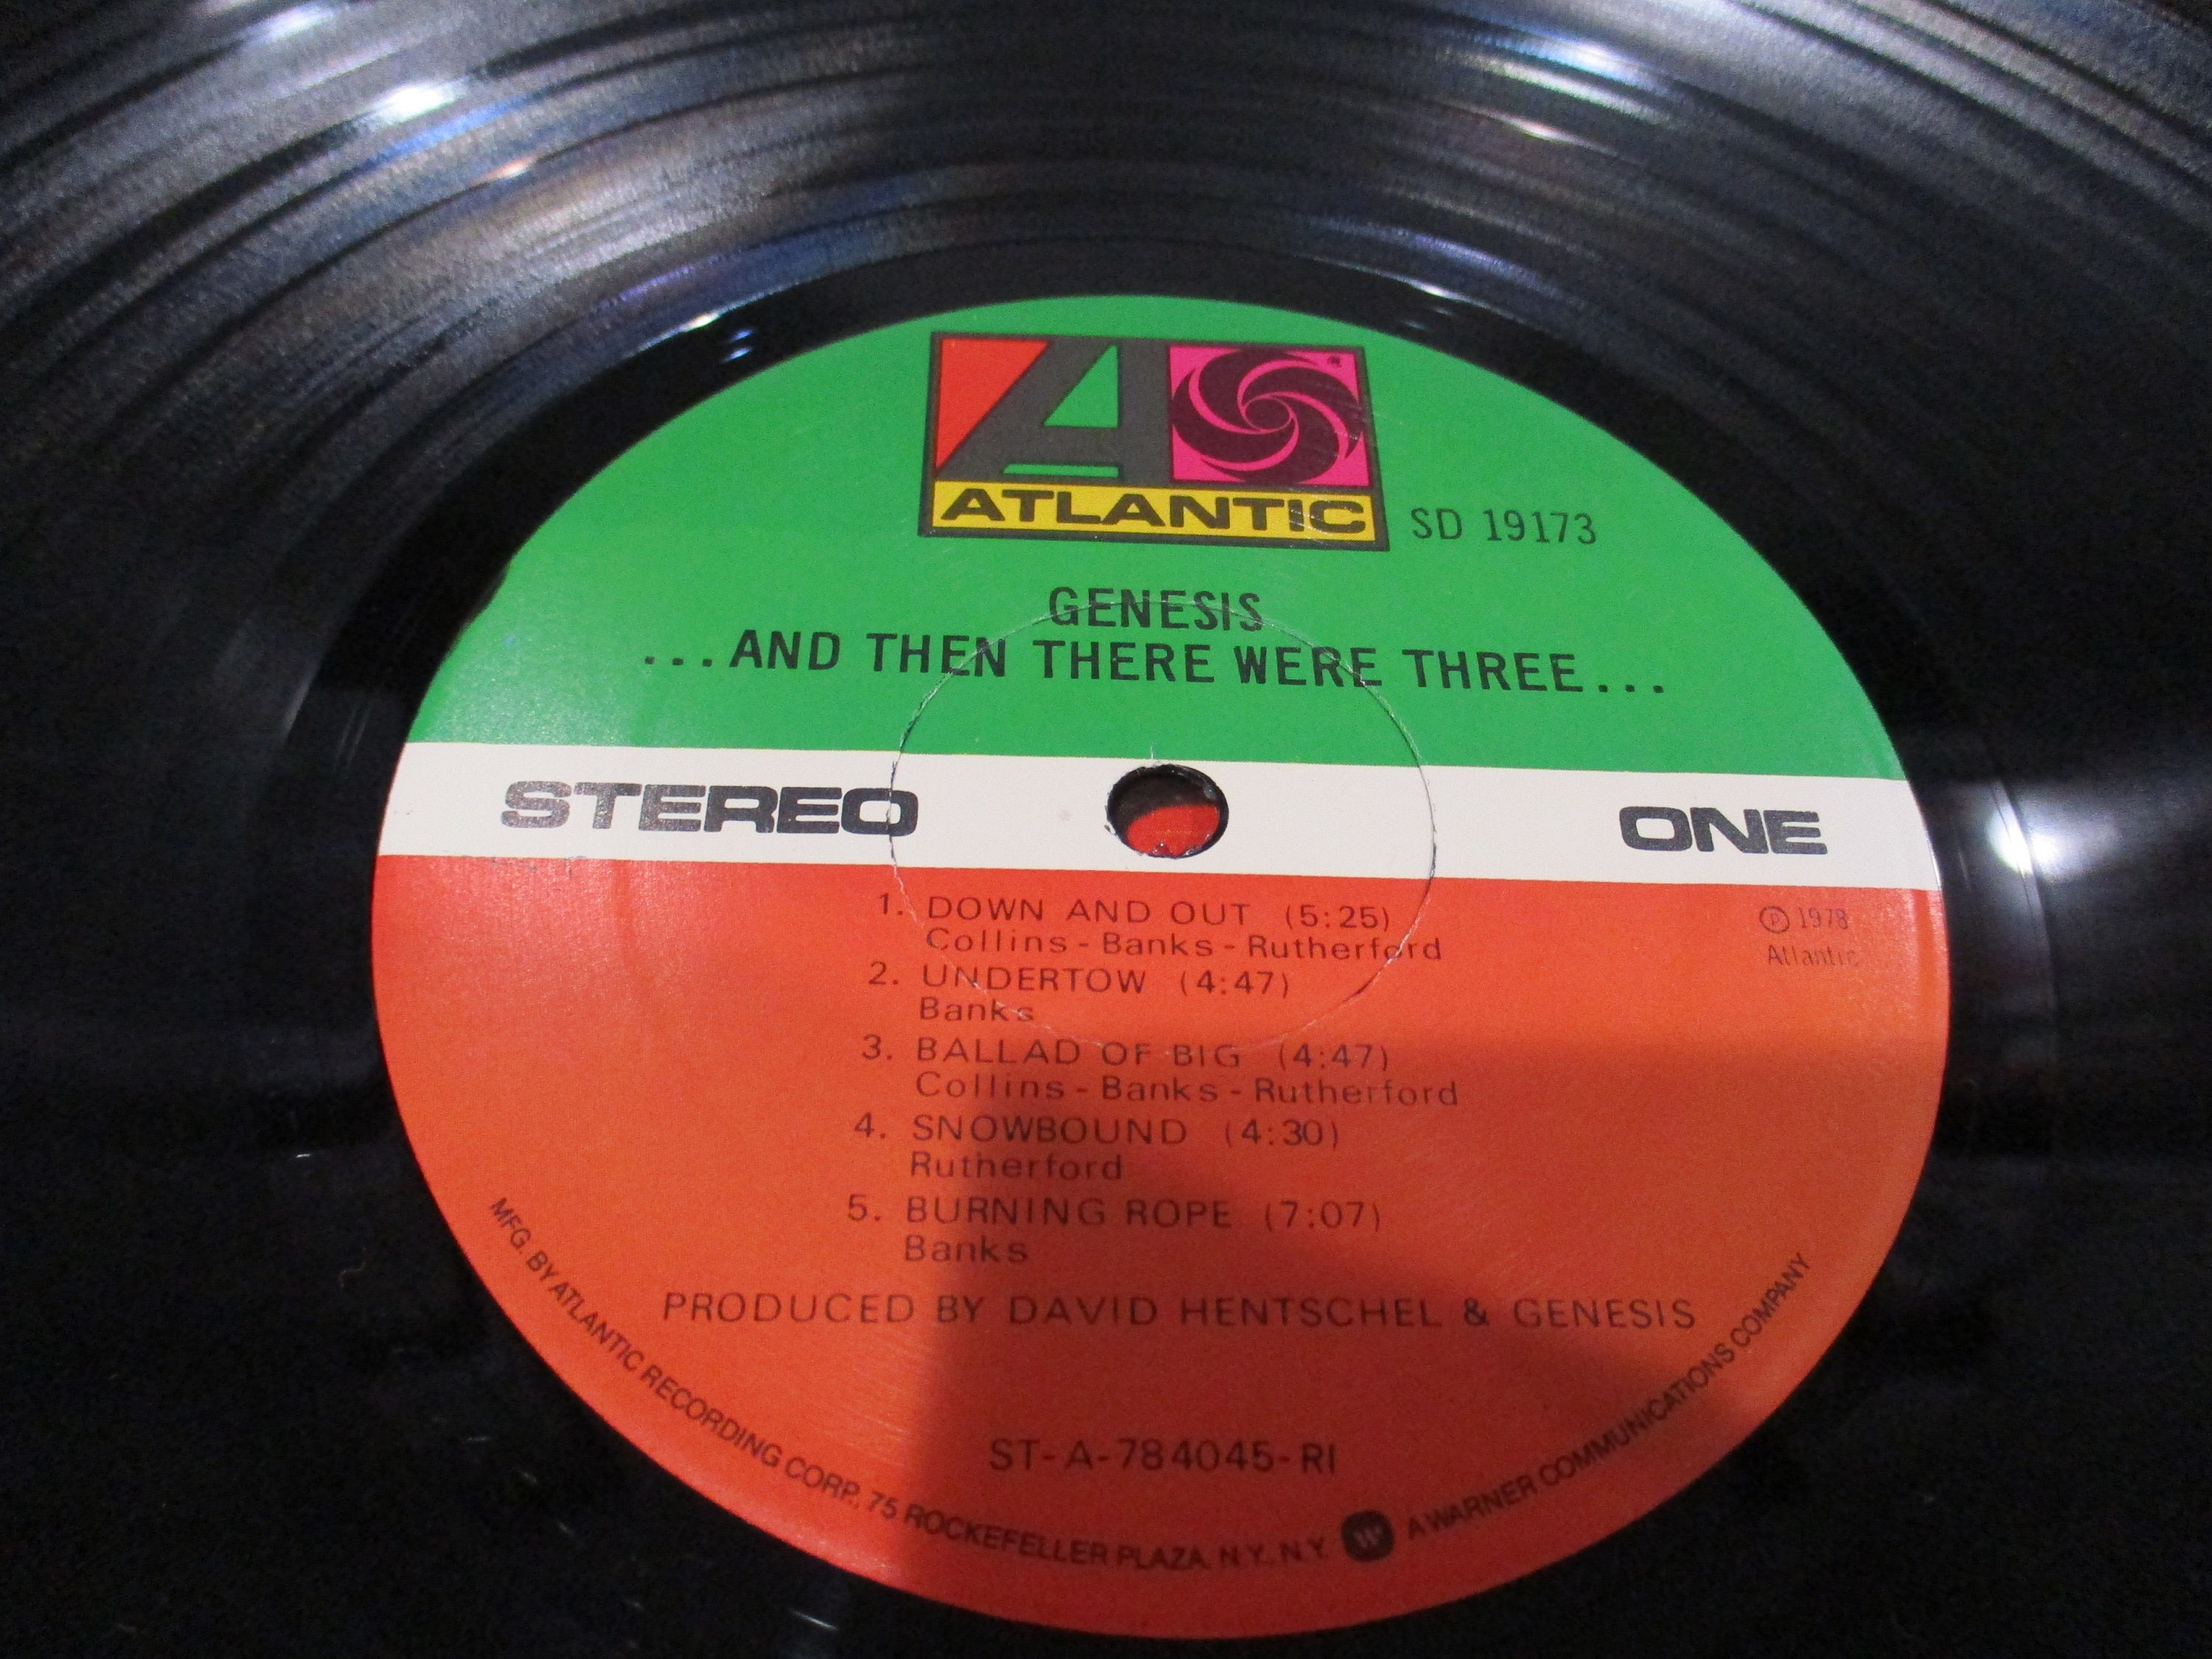 ATLANTIC
®
SD 19173
GENESIS
...AND THEN THERE WERE THREE...
STEREO
ONE
1. DOWN AND OUT (5:25)
Collins-Banks-Rutherford
℗ 1978
Atlantic
2. UNDERTOW (4:47)
Banks
3. BALLAD OF BIG (4:47)
Collins-Banks-Rutherford
4. SNOWBOUND (4:30)
Rutherford
5. BURNING ROPE (7:07)
Banks
PRODUCED BY DAVID HENTSCHEL & GENESIS
ST-A-784045-RI
MFG. BY ATLANTIC RECORDING CORP., 75 ROCKEFELLER PLAZA, N.Y., N.Y. W A WARNER COMMUNICATIONS COMPANY